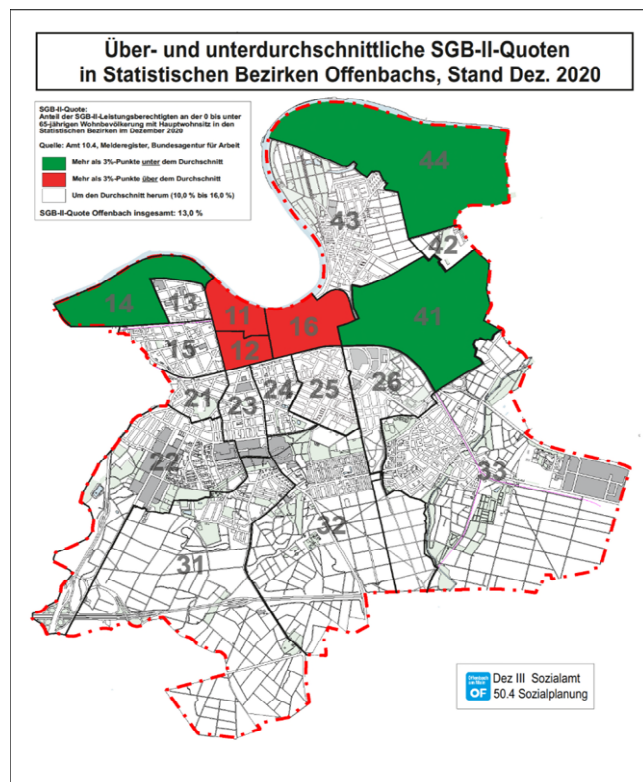 Über- und unterdurchschnittliche SGB-II-Quoten
in Statistischen Bezirken Offenbachs, Stand Dez. 2020
SGB-II-Quote:
Anteil der SGB-II-Leistungsberechtigten an der 0 bis unter
65-jährigen Wohnbevölkerung mit Hauptwohnsitz in den
Statistischen Bezirken im Dezember 2020
Quelle: Amt 10.4, Melderegister, Bundesagentur für Arbeit
Mehr als 3%-Punkte unter dem Durchschnitt
Mehr als 3%-Punkte über dem Durchschnitt
Um den Durchschnitt herum (10,0 % bis 16,0 %)
SGB-II-Quote Offenbach insgesamt: 13,0 %
44
43
42
14
13
11
16
41
12
15
21
23
24
25
26
22
33
32
31
Offenbach
am Main
OF
Dez III Sozialamt
50.4 Sozialplanung